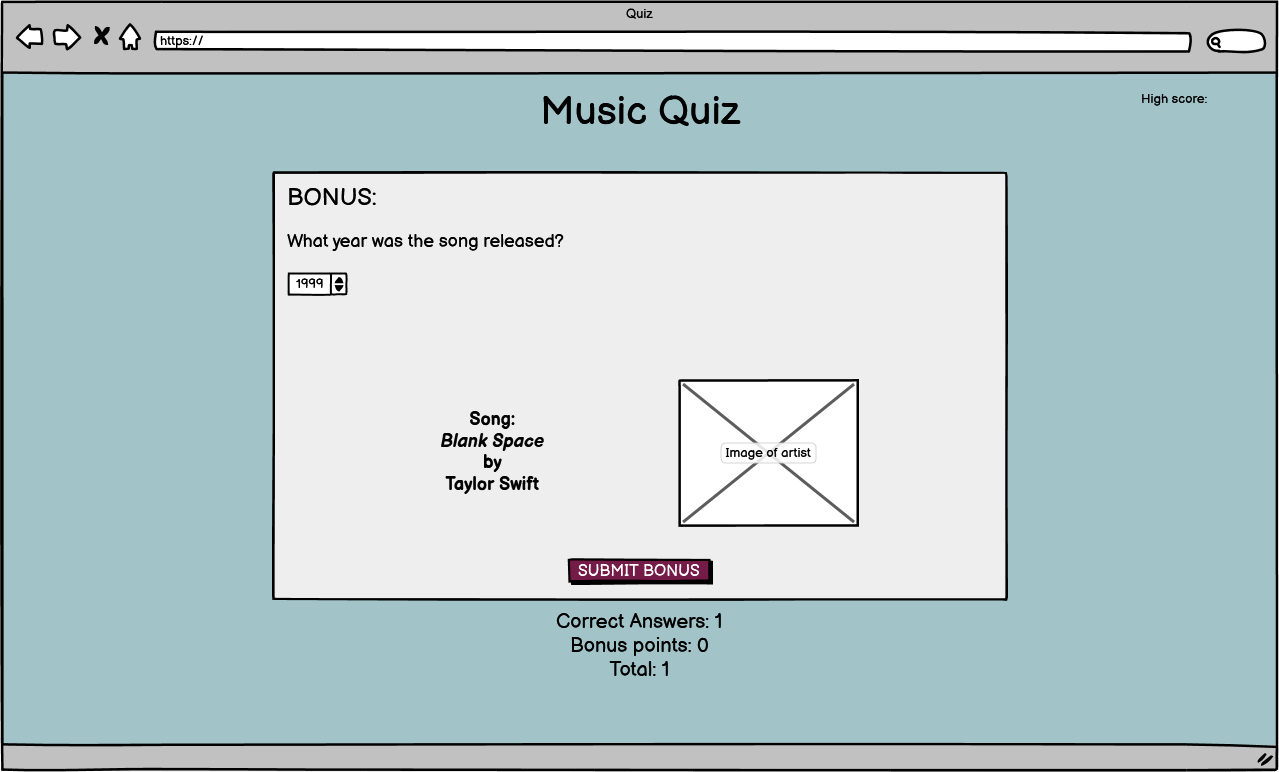 Quiz
https://
Music Quiz
High score:
BONUS:
What year was the song released?
1999
Song:
Blank Space
by
Taylor Swift
Image of artist
SUBMIT BONUS
Correct Answers: 1
Bonus points: 0
Total: 1